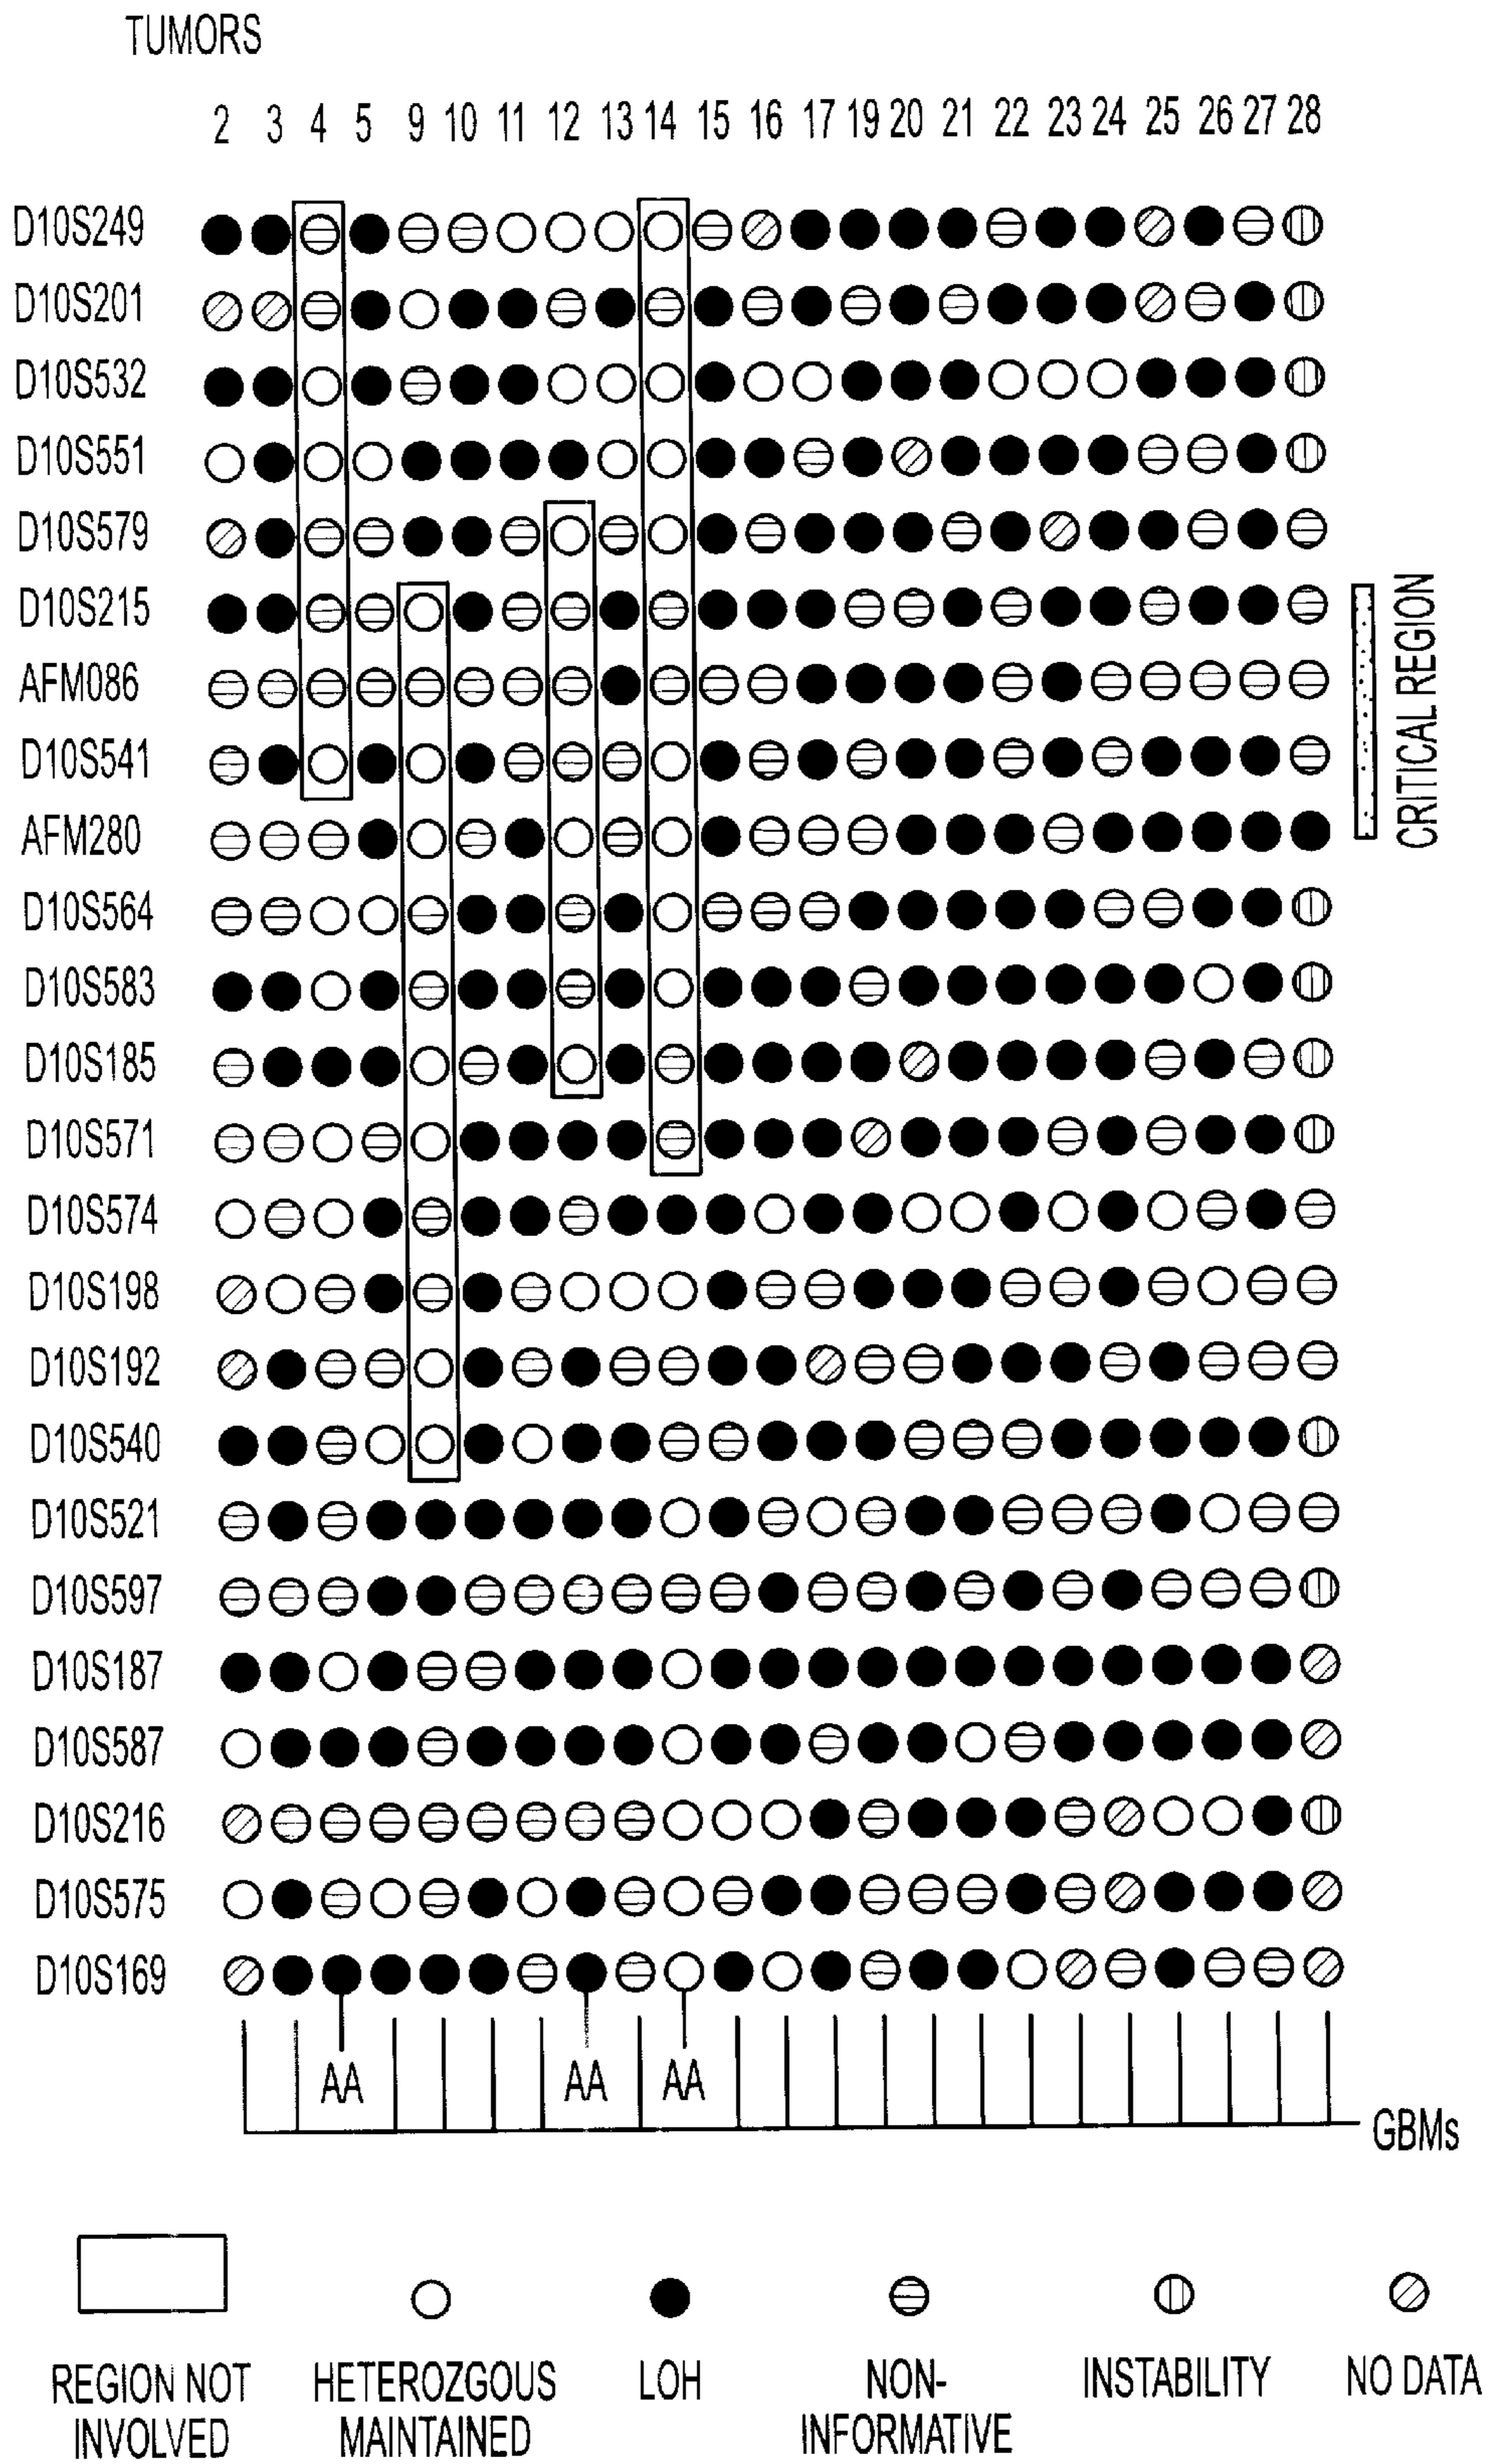 TUMORS
2 3 4 5 9 10 11 12 13 14 15 16 17 19 20 21 22 23 24 25 26 27 28
D10S249
D10S201
D10S532
D10S551
D10S579
D10S215
AFM086
D10S541
AFM280
D10S564
D10S583
D10S185
D10S571
D10S574
D10S198
D10S192
D10S540
D10S521
D10S597
D10S187
D10S587
D10S216
D10S575
D10S169
CRITICAL REGION
AA AA AA
GBMs
REGION NOT
INVOLVED
HETEROZGOUS
MAINTAINED
LOH
NON-
INFORMATIVE
INSTABILITY
NO DATA